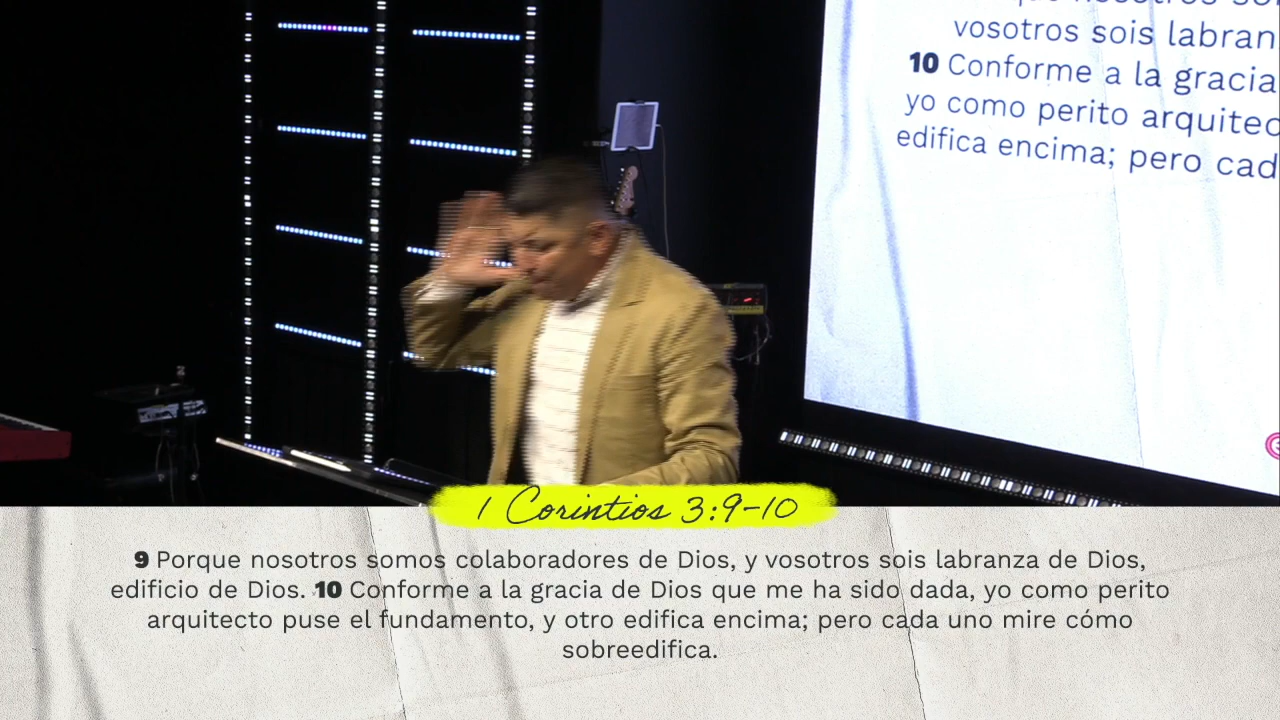 vosotros sois labran
10 Conforme a la gracia
yo como perito arquitec
edifica encima; pero cad
1 Corintios 3:9-10
9 Porque nosotros somos colaboradores de Dios, y vosotros sois labranza de Dios,
edificio de Dios. 10 Conforme a la gracia de Dios que me ha sido dada, yo como perito
arquitecto puse el fundamento, y otro edifica encima; pero cada uno mire cómo
sobreedifica.